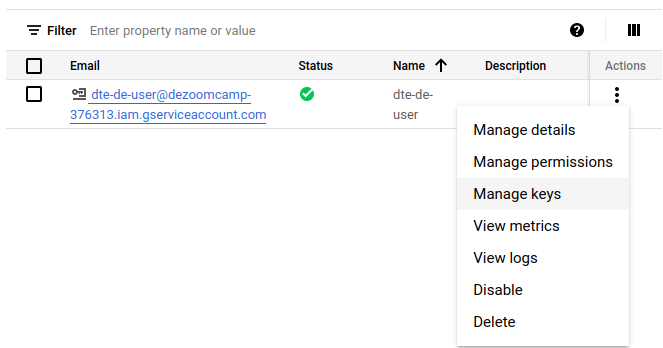 Filter Enter property name or value
Email Status Name Description Actions
dte-de-user@dezoomcamp- dte-de-
376313.iam.gserviceaccount.com user
Manage details
Manage permissions
Manage keys
View metrics
View logs
Disable
Delete